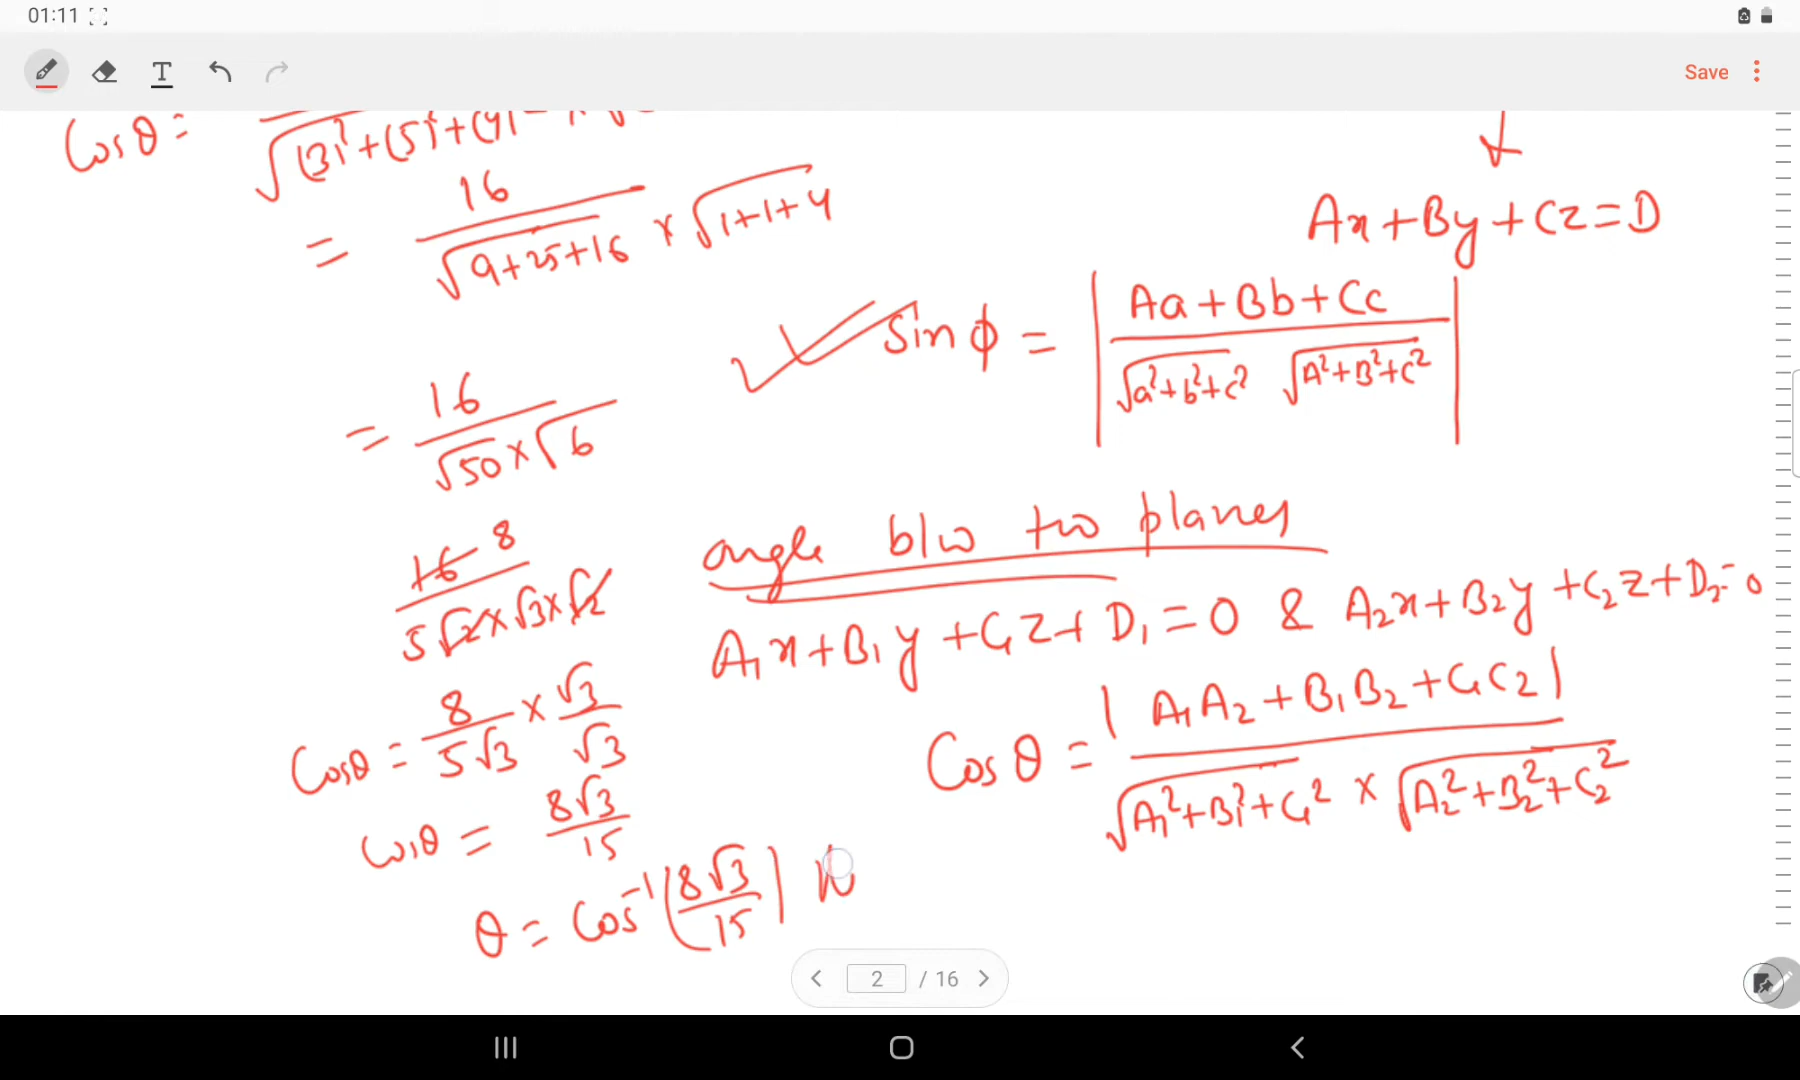 01:11
T
Save
Cosθ =
√(3)²+(5)²+(4)²
= 16 / √9+25+16 × √1+1+4
Ax+By+Cz=D
Sin ϕ = | Aa+Bb+Cc / √a²+b²+c² √A²+B²+C² |
= 16 / √50 × √6
16 8 / 5√2×√3×√2
angle b/w two planes
A₁x+B₁y+C₁z+D₁=0 & A₂x+B₂y+C₂z+D₂=0
Cosθ = 8 / 5√3 × √3 / √3
Cos θ = |A₁A₂+B₁B₂+C₁C₂| / √A₁²+B₁²+C₁² × √A₂²+B₂²+C₂²
Cosθ = 8√3 / 15
θ = Cos⁻¹(8√3 / 15)
2 / 16